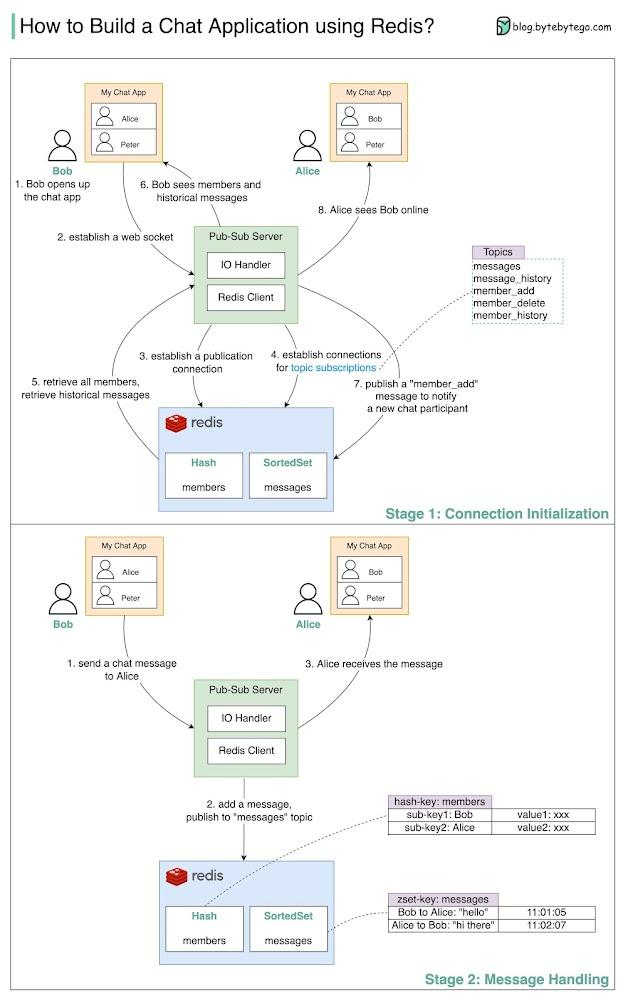 How to Build a Chat Application using Redis?
blog.bytebytego.com
My Chat App
Alice
Peter
Bob
1. Bob opens up
the chat app
My Chat App
Bob
Peter
Alice
6. Bob sees members and
historical messages
8. Alice sees Bob online
2. establish a web socket
Pub-Sub Server
IO Handler
Redis Client
Topics
messages
message_history
member_add
member_delete
member_history
3. establish a publication
connection
4. establish connections
for topic subscriptions
5. retrieve all members,
retrieve historical messages
7. publish a "member_add"
message to notify
a new chat participant
redis
Hash
members
SortedSet
messages
Stage 1: Connection Initialization
My Chat App
Alice
Peter
Bob
My Chat App
Bob
Peter
Alice
1. send a chat message
to Alice
3. Alice receives the message
Pub-Sub Server
IO Handler
Redis Client
2. add a message,
publish to "messages" topic
hash-key: members
sub-key1: Bob value1: xxx
sub-key2: Alice value2: xxx
redis
Hash
members
SortedSet
messages
zset-key: messages
Bob to Alice: "hello" 11:01:05
Alice to Bob: "hi there" 11:02:07
Stage 2: Message Handling